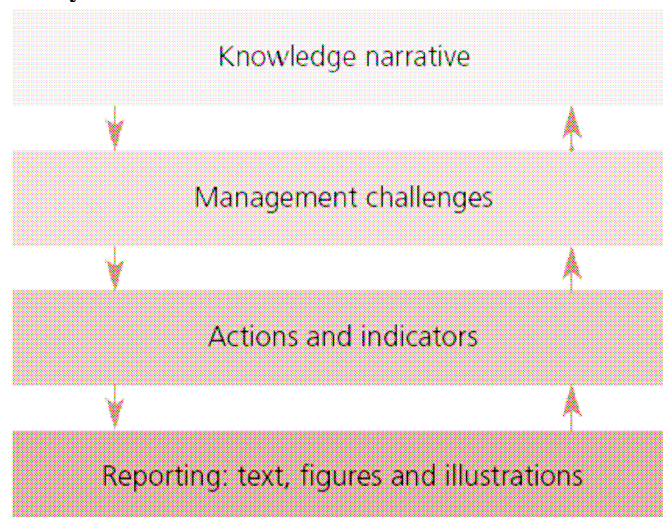 Knowledge narrative
Management challenges
Actions and indicators
Reporting: text, figures and illustrations